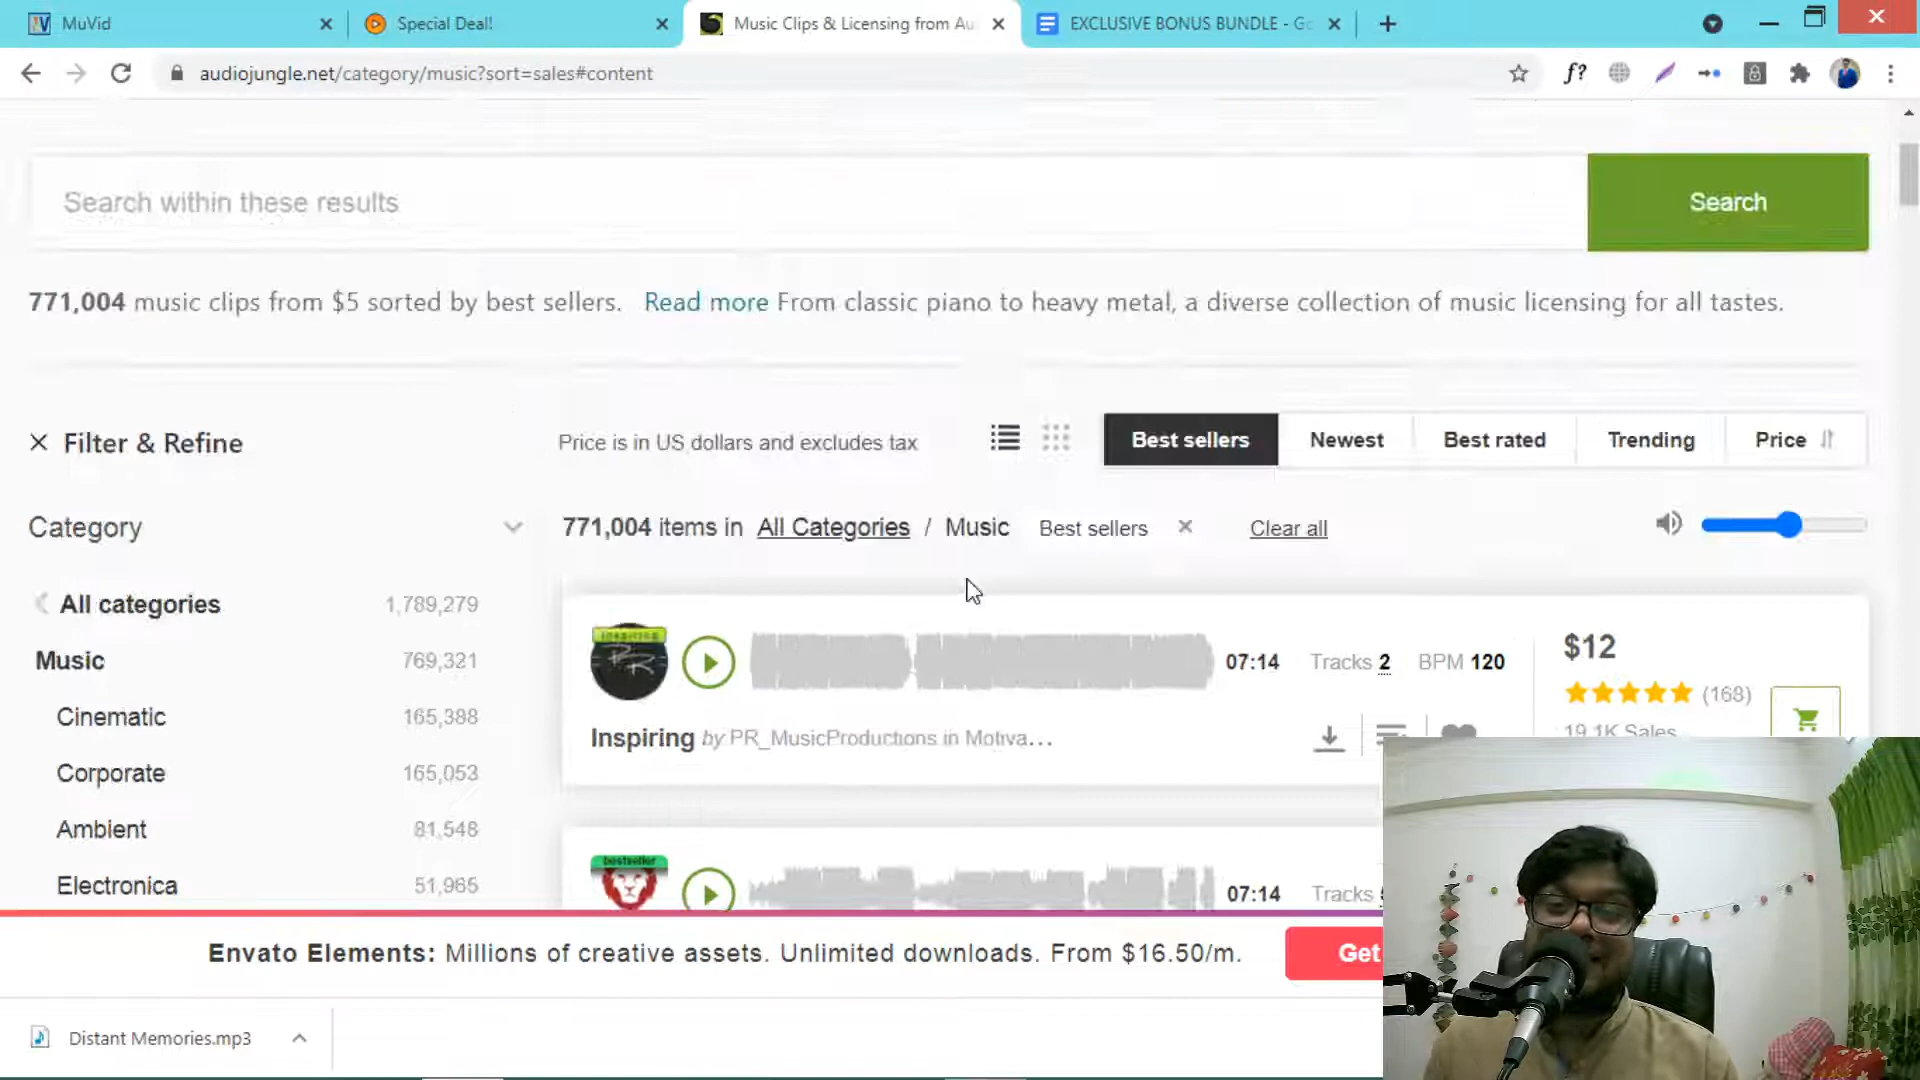 MuVid
Special Deal!
Music Clips & Licensing from Au
EXCLUSIVE BONUS BUNDLE - Go
audiojungle.net/category/music?sort=sales#content
f?
Search within these results
Search
771,004 music clips from $5 sorted by best sellers. Read more From classic piano to heavy metal, a diverse collection of music licensing for all tastes.
Filter & Refine
Price is in US dollars and excludes tax
Best sellers
Newest
Best rated
Trending
Price
Category
771,004 items in All Categories / Music
Best sellers
Clear all
All categories 1,789,279
Music 769,321
Cinematic 165,388
Corporate 165,053
Ambient 81,548
Electronica 51,965
inspiring
07:14
Tracks 2
BPM 120
$12
(168)
19.1K Sales
Inspiring by PR_MusicProductions in Motiva...
bestseller
07:14
Tracks
Envato Elements: Millions of creative assets. Unlimited downloads. From $16.50/m.
Get
Distant Memories.mp3